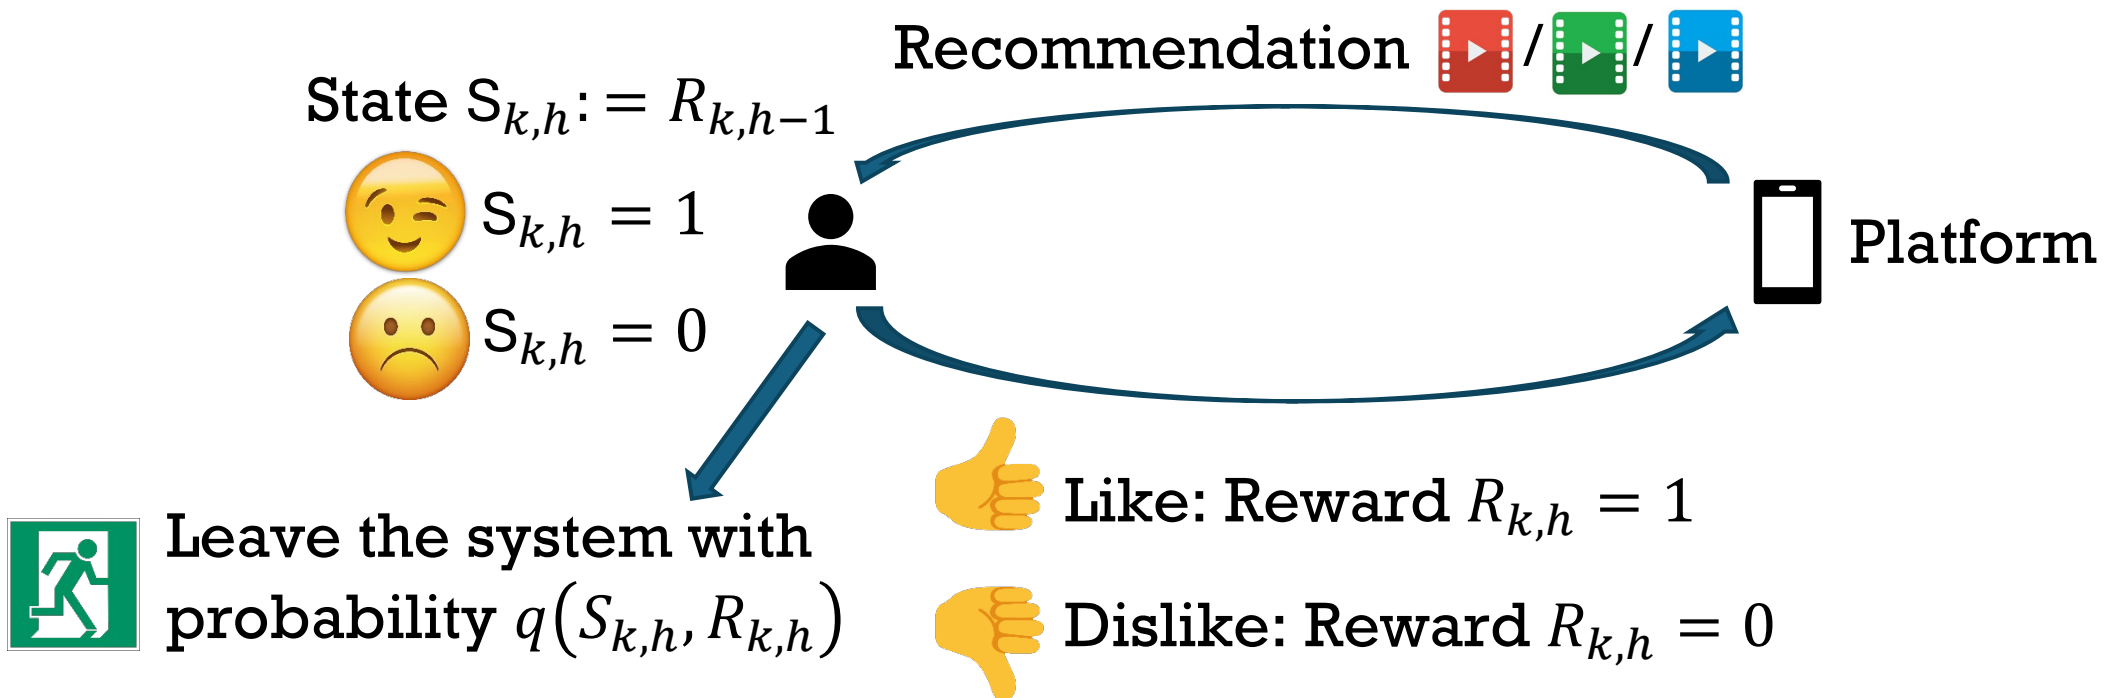 Recommendation / /
State S_{k,h}: = R_{k,h−1}
S_{k,h} = 1
S_{k,h} = 0
Platform
Leave the system with
probability q(S_{k,h}, R_{k,h})
Like: Reward R_{k,h} = 1
Dislike: Reward R_{k,h} = 0